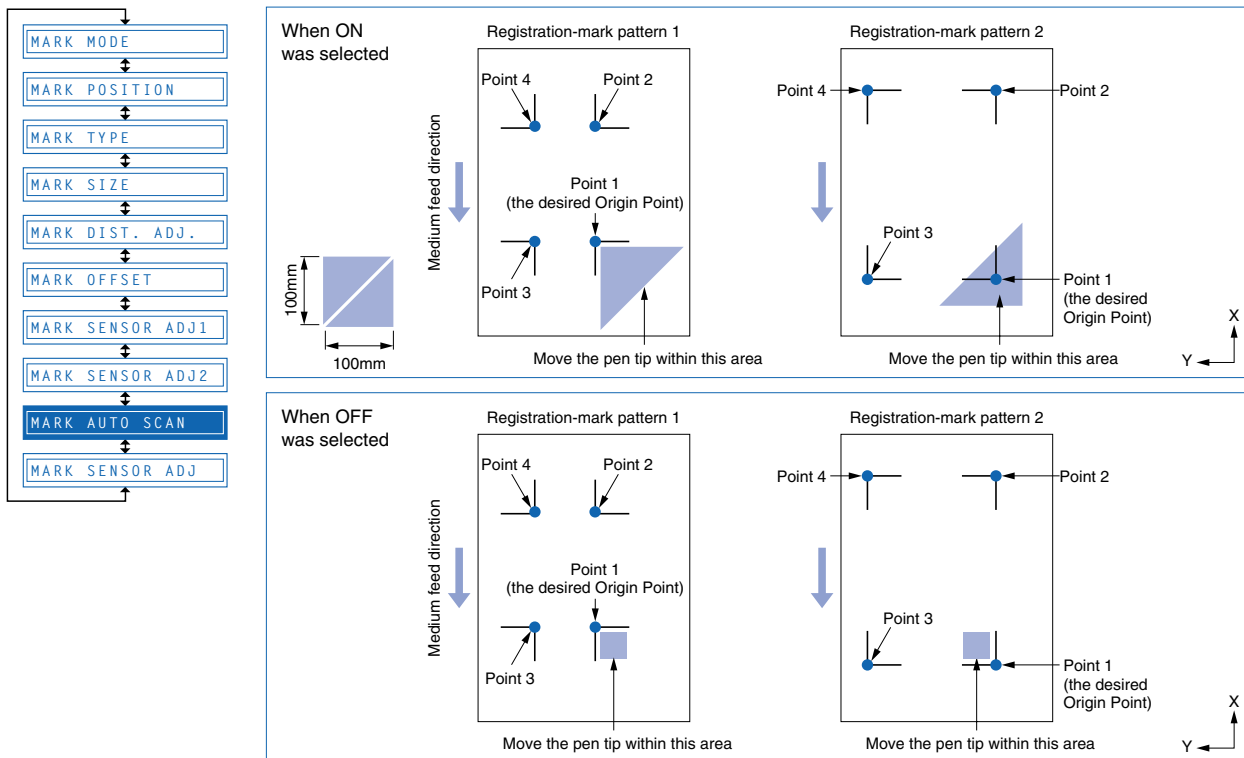 MARK MODE
MARK POSITION
MARK TYPE
MARK SIZE
MARK DIST. ADJ.
MARK OFFSET
MARK SENSOR ADJ1
MARK SENSOR ADJ2
MARK AUTO SCAN
MARK SENSOR ADJ
When ON
was selected
100mm
100mm
Registration-mark pattern 1
Point 4
Point 2
Medium feed direction
Point 1
(the desired Origin Point)
Point 3
Move the pen tip within this area
Registration-mark pattern 2
Point 4
Point 2
Point 3
Point 1
(the desired
Origin Point)
Move the pen tip within this area
X
Y
When OFF
was selected
Registration-mark pattern 1
Point 4
Point 2
Medium feed direction
Point 1
(the desired Origin Point)
Point 3
Move the pen tip within this area
Registration-mark pattern 2
Point 4
Point 2
Point 3
Point 1
(the desired
Origin Point)
Move the pen tip within this area
X
Y